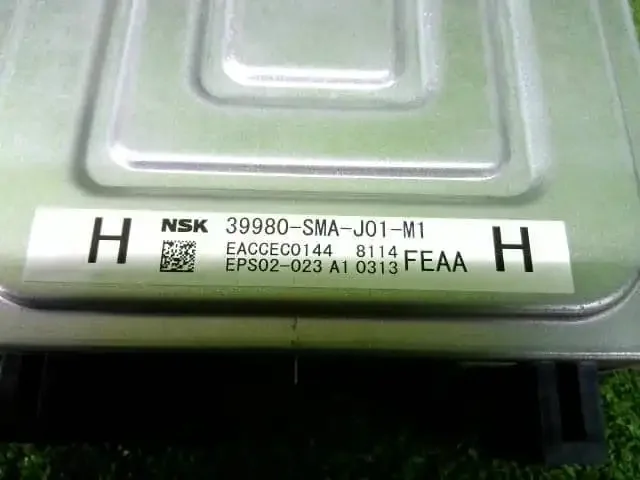 H NSK 39980-SMA-J01-M1 H
EACCEC0144 8114
EPS02-023 A1 0313 FEAA